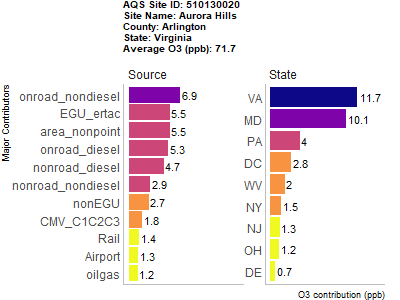 AQS Site ID: 510130020
Site Name: Aurora Hills
County: Arlington
State: Virginia
Average O3 (ppb): 71.7
Major Contributors
Source
onroad_nondiesel 6.9
EGU_ertac 5.5
area_nonpoint 5.5
onroad_diesel 5.3
nonroad_diesel 4.7
nonroad_nondiesel 2.9
nonEGU 2.7
CMV_C1C2C3 1.8
Rail 1.4
Airport 1.3
oilgas 1.2
State
VA 11.7
MD 10.1
PA 4
DC 2.8
WV 2
NY 1.5
NJ 1.3
OH 1.2
DE 0.7
O3 contribution (ppb)